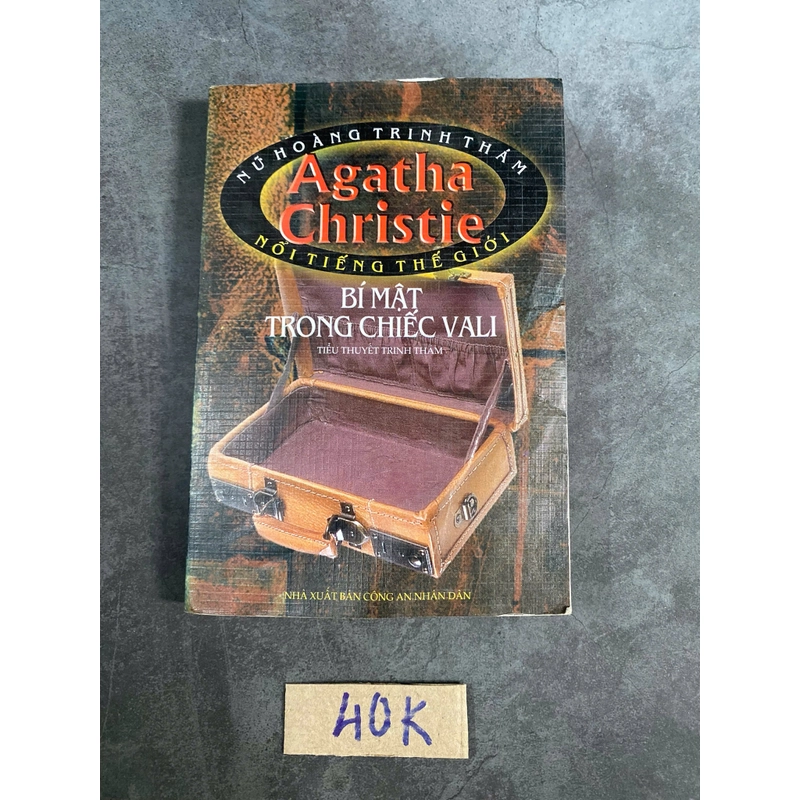 NỮ HOÀNG TRINH THÁM
Agatha
Christie
NỔI TIẾNG THẾ GIỚI
BÍ MẬT
TRONG CHIẾC VALI
TIỂU THUYẾT TRINH THÁM
NHÀ XUẤT BẢN CÔNG AN NHÂN DÂN
40K